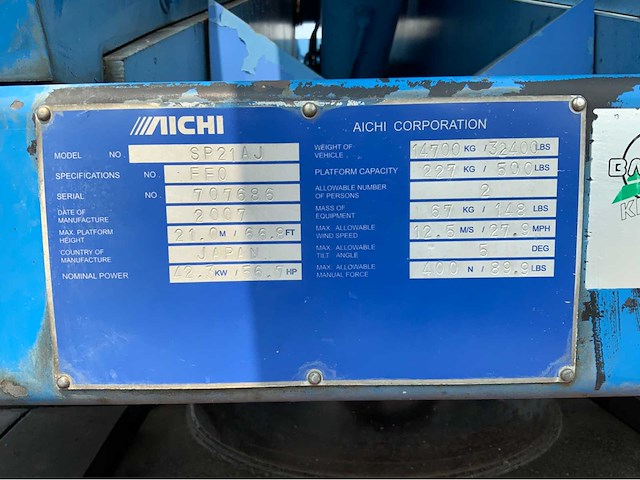 AICHI
AICHI CORPORATION
MODEL NO. SP21AJ
SPECIFICATIONS NO. EE0
SERIAL NO. 707686
DATE OF MANUFACTURE 2007
MAX. PLATFORM HEIGHT 21.0 M / 66.9 FT
COUNTRY OF MANUFACTURE JAPAN
NOMINAL POWER 42.3 KW / 56.7 HP
WEIGHT OF VEHICLE. 14700 KG / 32400 LBS
PLATFORM CAPACITY 227 KG / 500 LBS
ALLOWABLE NUMBER OF PERSONS 2
MASS OF EQUIPMENT 67 KG / 148 LBS
MAX. ALLOWABLE WIND SPEED 12.5 M/S / 27.9 MPH
MAX. ALLOWABLE TILT ANGLE 5 DEG
MAX. ALLOWABLE MANUAL FORCE 400 N / 89.9 LBS